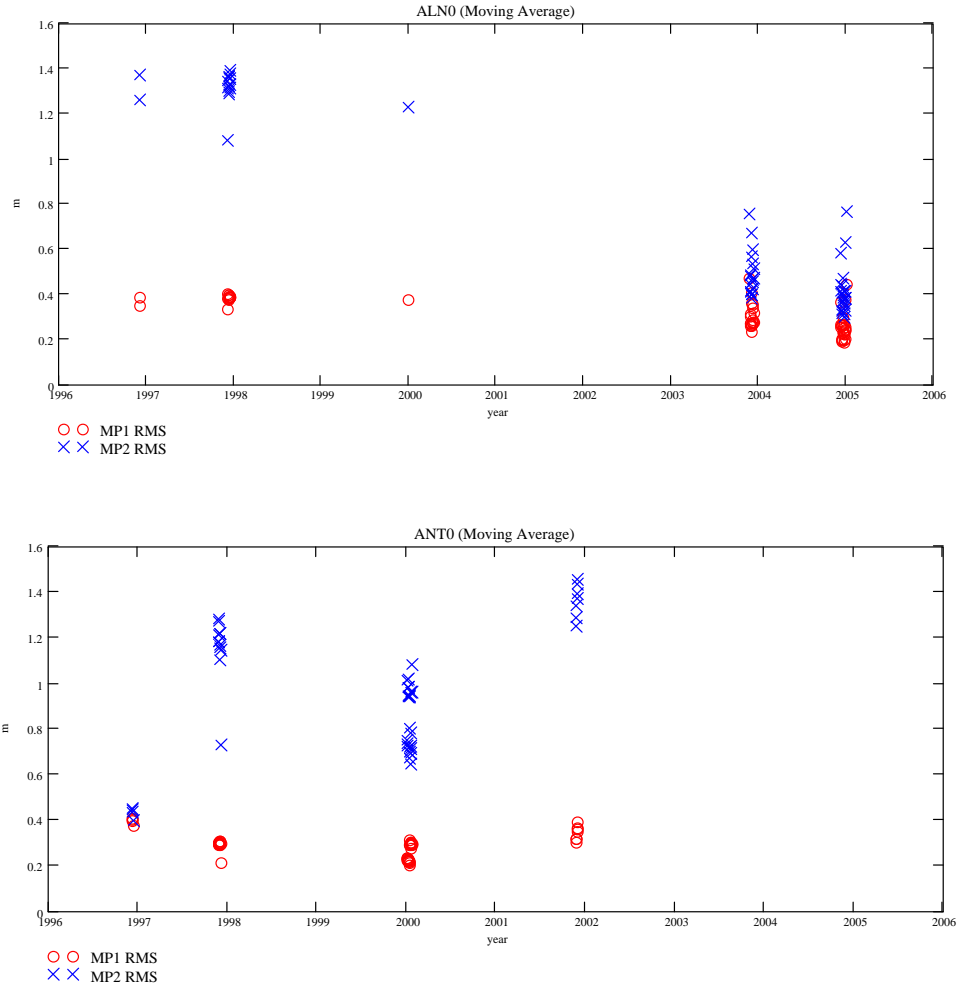 ALN0 (Moving Average)
1.6
1.4
1.2
1
0.8
0.6
0.4
0.2
0
m
1996 1997 1998 1999 2000 2001 2002 2003 2004 2005 2006
year
MP1 RMS
MP2 RMS
ANT0 (Moving Average)
1.6
1.4
1.2
1
0.8
0.6
0.4
0.2
0
m
1996 1997 1998 1999 2000 2001 2002 2003 2004 2005 2006
year
MP1 RMS
MP2 RMS